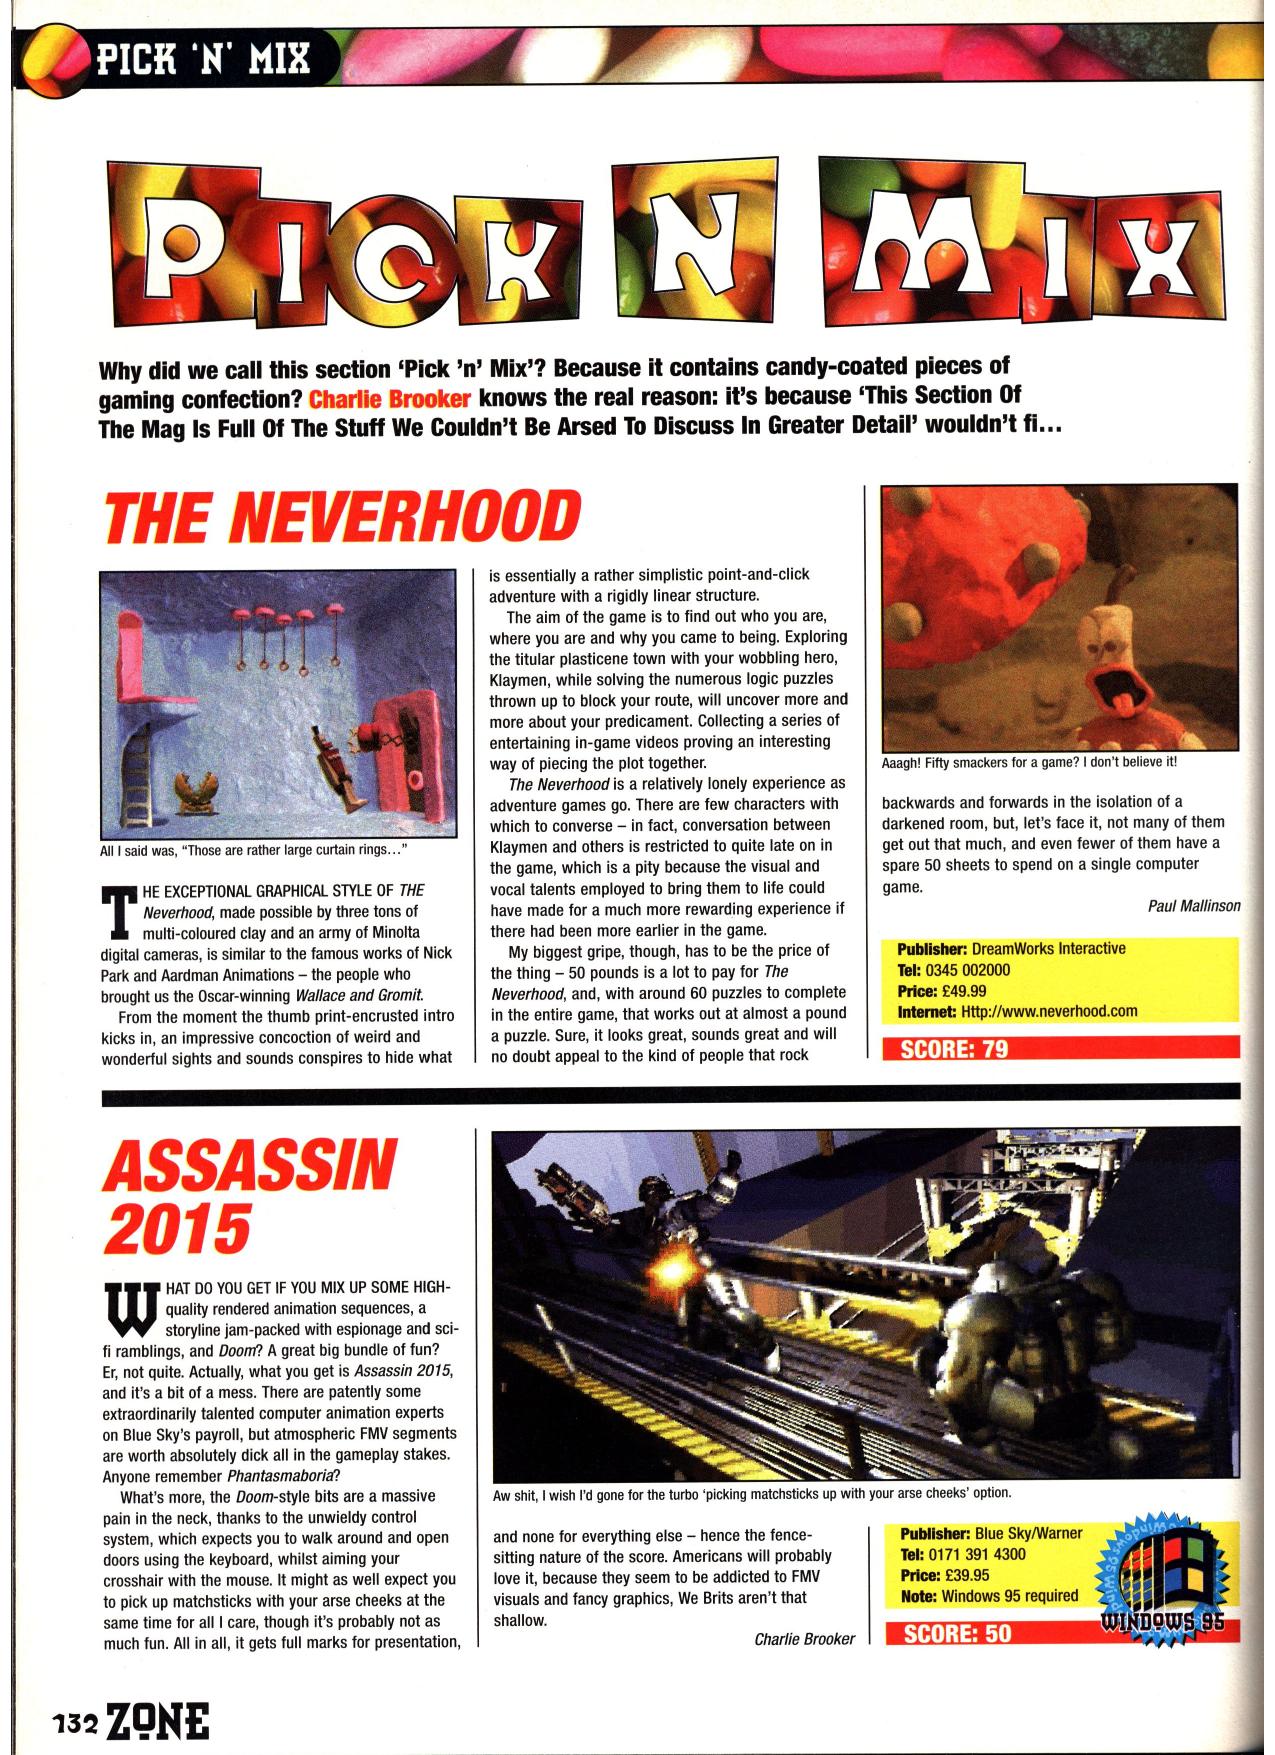 PICK 'N' MIX
PICK N MIX
Why did we call this section ‘Pick ’n’ Mix’? Because it contains candy-coated pieces of
gaming confection? Charlie Brooker knows the real reason: it’s because ‘This Section Of
The Mag Is Full Of The Stuff We Couldn’t Be Arsed To Discuss In Greater Detail’ wouldn’t fi...
THE NEVERHOOD
All I said was, “Those are rather large curtain rings...”
THE EXCEPTIONAL GRAPHICAL STYLE OF THE
Neverhood, made possible by three tons of
multi-coloured clay and an army of Minolta
digital cameras, is similar to the famous works of Nick
Park and Aardman Animations – the people who
brought us the Oscar-winning Wallace and Gromit.
From the moment the thumb print-encrusted intro
kicks in, an impressive concoction of weird and
wonderful sights and sounds conspires to hide what
is essentially a rather simplistic point-and-click
adventure with a rigidly linear structure.
The aim of the game is to find out who you are,
where you are and why you came to being. Exploring
the titular plasticene town with your wobbling hero,
Klaymen, while solving the numerous logic puzzles
thrown up to block your route, will uncover more and
more about your predicament. Collecting a series of
entertaining in-game videos proving an interesting
way of piecing the plot together.
The Neverhood is a relatively lonely experience as
adventure games go. There are few characters with
which to converse – in fact, conversation between
Klaymen and others is restricted to quite late on in
the game, which is a pity because the visual and
vocal talents employed to bring them to life could
have made for a much more rewarding experience if
there had been more earlier in the game.
My biggest gripe, though, has to be the price of
the thing – 50 pounds is a lot to pay for The
Neverhood, and, with around 60 puzzles to complete
in the entire game, that works out at almost a pound
a puzzle. Sure, it looks great, sounds great and will
no doubt appeal to the kind of people that rock
Aaagh! Fifty smackers for a game? I don’t believe it!
backwards and forwards in the isolation of a
darkened room, but, let’s face it, not many of them
get out that much, and even fewer of them have a
spare 50 sheets to spend on a single computer
game.
Paul Mallinson
Publisher: DreamWorks Interactive
Tel: 0345 002000
Price: £49.99
Internet: Http://www.neverhood.com
SCORE: 79
ASSASSIN
2015
WHAT DO YOU GET IF YOU MIX UP SOME HIGH-
quality rendered animation sequences, a
storyline jam-packed with espionage and sci-
fi ramblings, and Doom? A great big bundle of fun?
Er, not quite. Actually, what you get is Assassin 2015,
and it’s a bit of a mess. There are patently some
extraordinarily talented computer animation experts
on Blue Sky’s payroll, but atmospheric FMV segments
are worth absolutely dick all in the gameplay stakes.
Anyone remember Phantasmaboria?
What’s more, the Doom-style bits are a massive
pain in the neck, thanks to the unwieldy control
system, which expects you to walk around and open
doors using the keyboard, whilst aiming your
crosshair with the mouse. It might as well expect you
to pick up matchsticks with your arse cheeks at the
same time for all I care, though it’s probably not as
much fun. All in all, it gets full marks for presentation,
Aw shit, I wish I’d gone for the turbo ‘picking matchsticks up with your arse cheeks’ option.
and none for everything else – hence the fence-
sitting nature of the score. Americans will probably
love it, because they seem to be addicted to FMV
visuals and fancy graphics, We Brits aren’t that
shallow.
Charlie Brooker
Publisher: Blue Sky/Warner
Tel: 0171 391 4300
Price: £39.95
Note: Windows 95 required
SCORE: 50
WINDOWS 95
132 ZONE